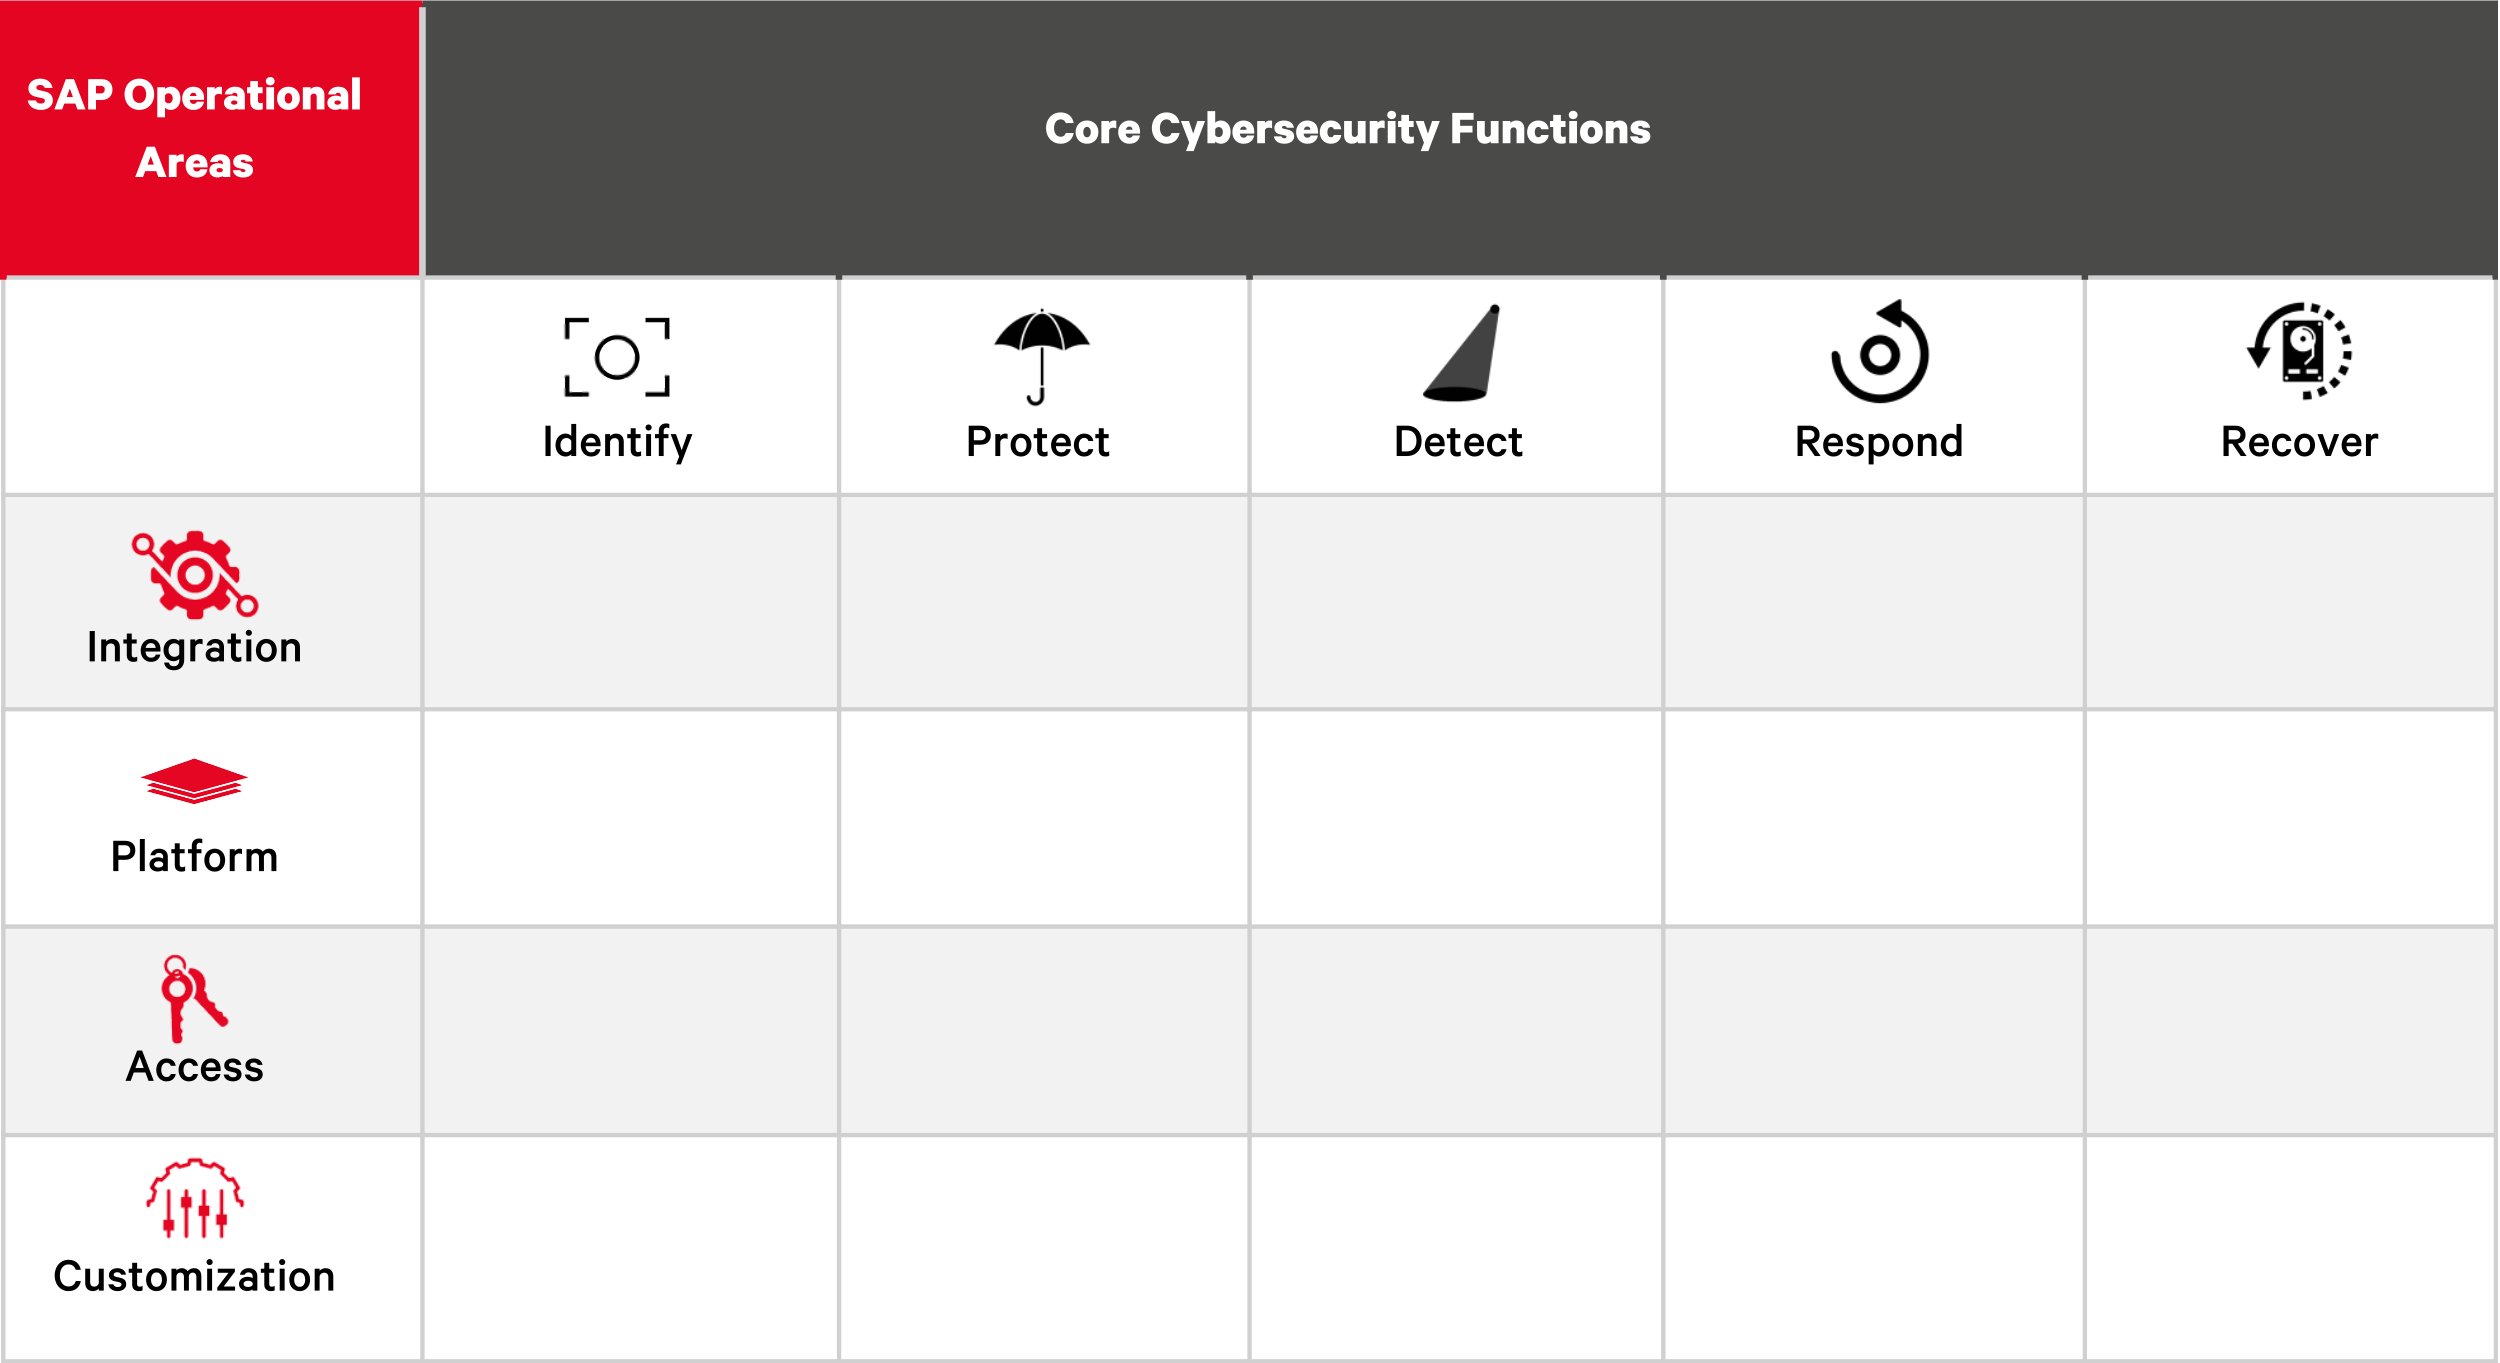 SAP Operational
Areas
Core Cybersecurity Functions
Identify
Protect
Detect
Respond
Recover
Integration
Platform
Access
Customization